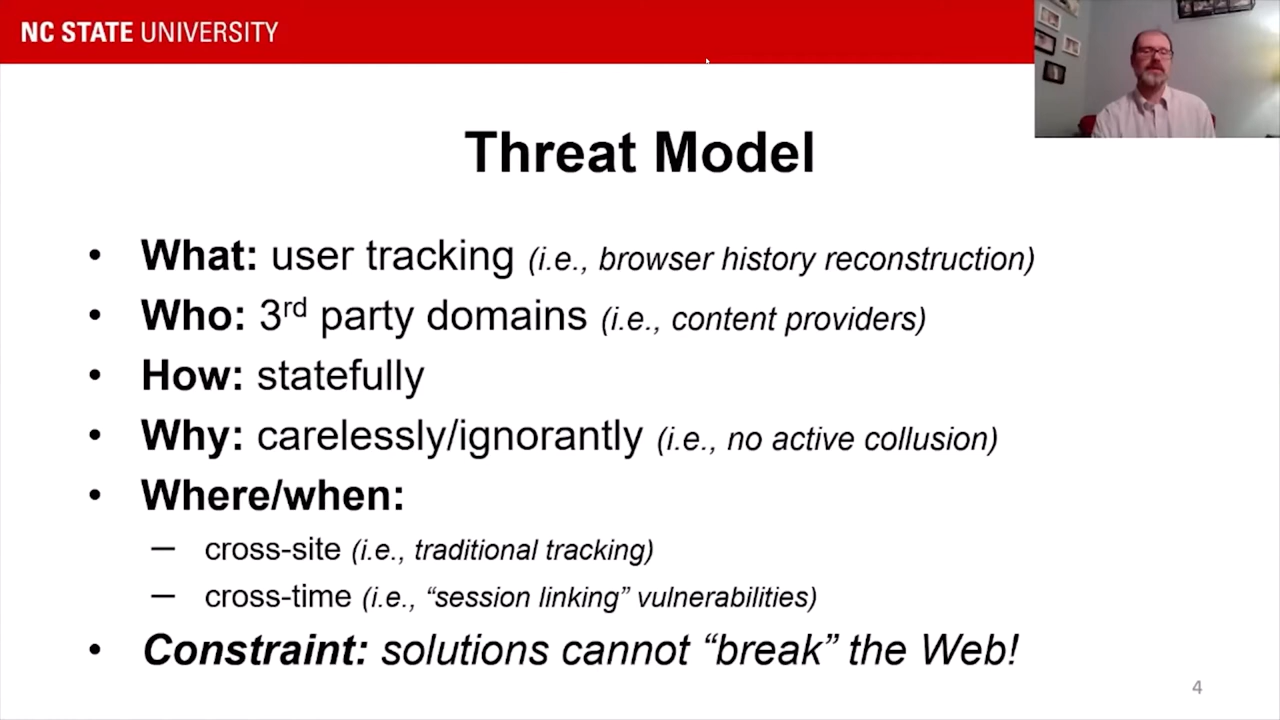 NC STATE UNIVERSITY
Threat Model
• What: user tracking (i.e., browser history reconstruction)
• Who: 3rd party domains (i.e., content providers)
• How: statefully
• Why: carelessly/ignorantly (i.e., no active collusion)
• Where/when:
– cross-site (i.e., traditional tracking)
– cross-time (i.e., “session linking” vulnerabilities)
• Constraint: solutions cannot “break” the Web!
4